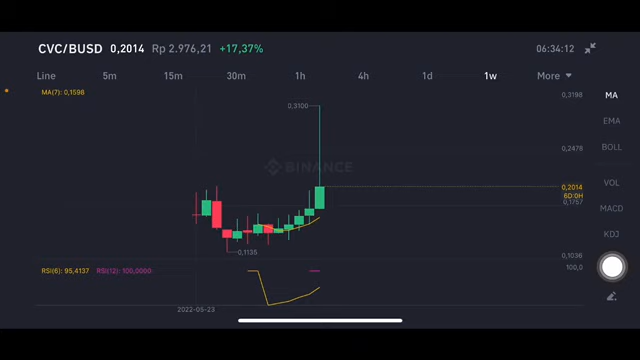 CVC/BUSD 0,2014 Rp 2.976,21 +17,37% 06:34:12
Line 5m 15m 30m 1h 4h 1d 1w More
MA(7): 0,1598
0,3198
MA
0,3100
EMA
0,2478
BOLL
BINANCE
VOL
0,2014
6D:0H
0,1757
MACD
KDJ
0,1135
0,1036
RSI(6): 95,4137 RSI(12): 100,0000
100,0
2022-05-23